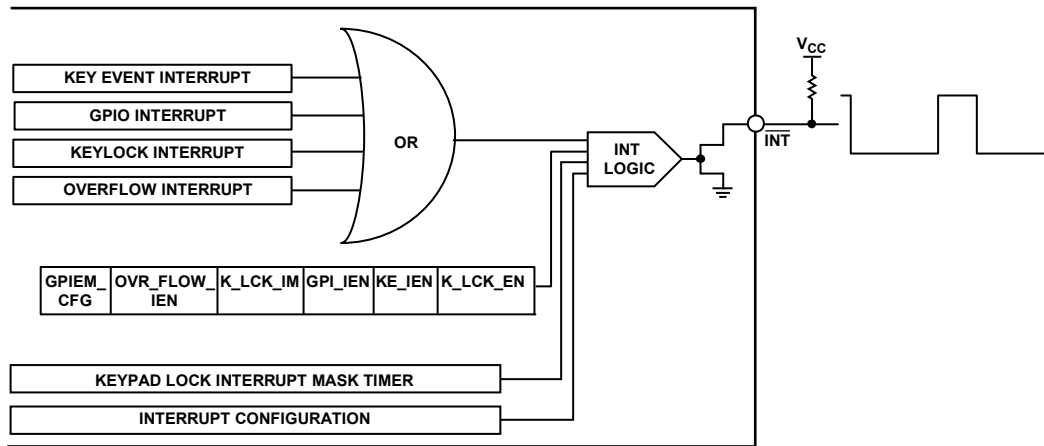 VCC
KEY EVENT INTERRUPT
GPIO INTERRUPT
KEYLOCK INTERRUPT
OVERFLOW INTERRUPT
OR
INT
LOGIC
INT
GPIEM_
CFG
OVR_FLOW_
IEN
K_LCK_IM
GPI_IEN
KE_IEN
K_LCK_EN
KEYPAD LOCK INTERRUPT MASK TIMER
INTERRUPT CONFIGURATION